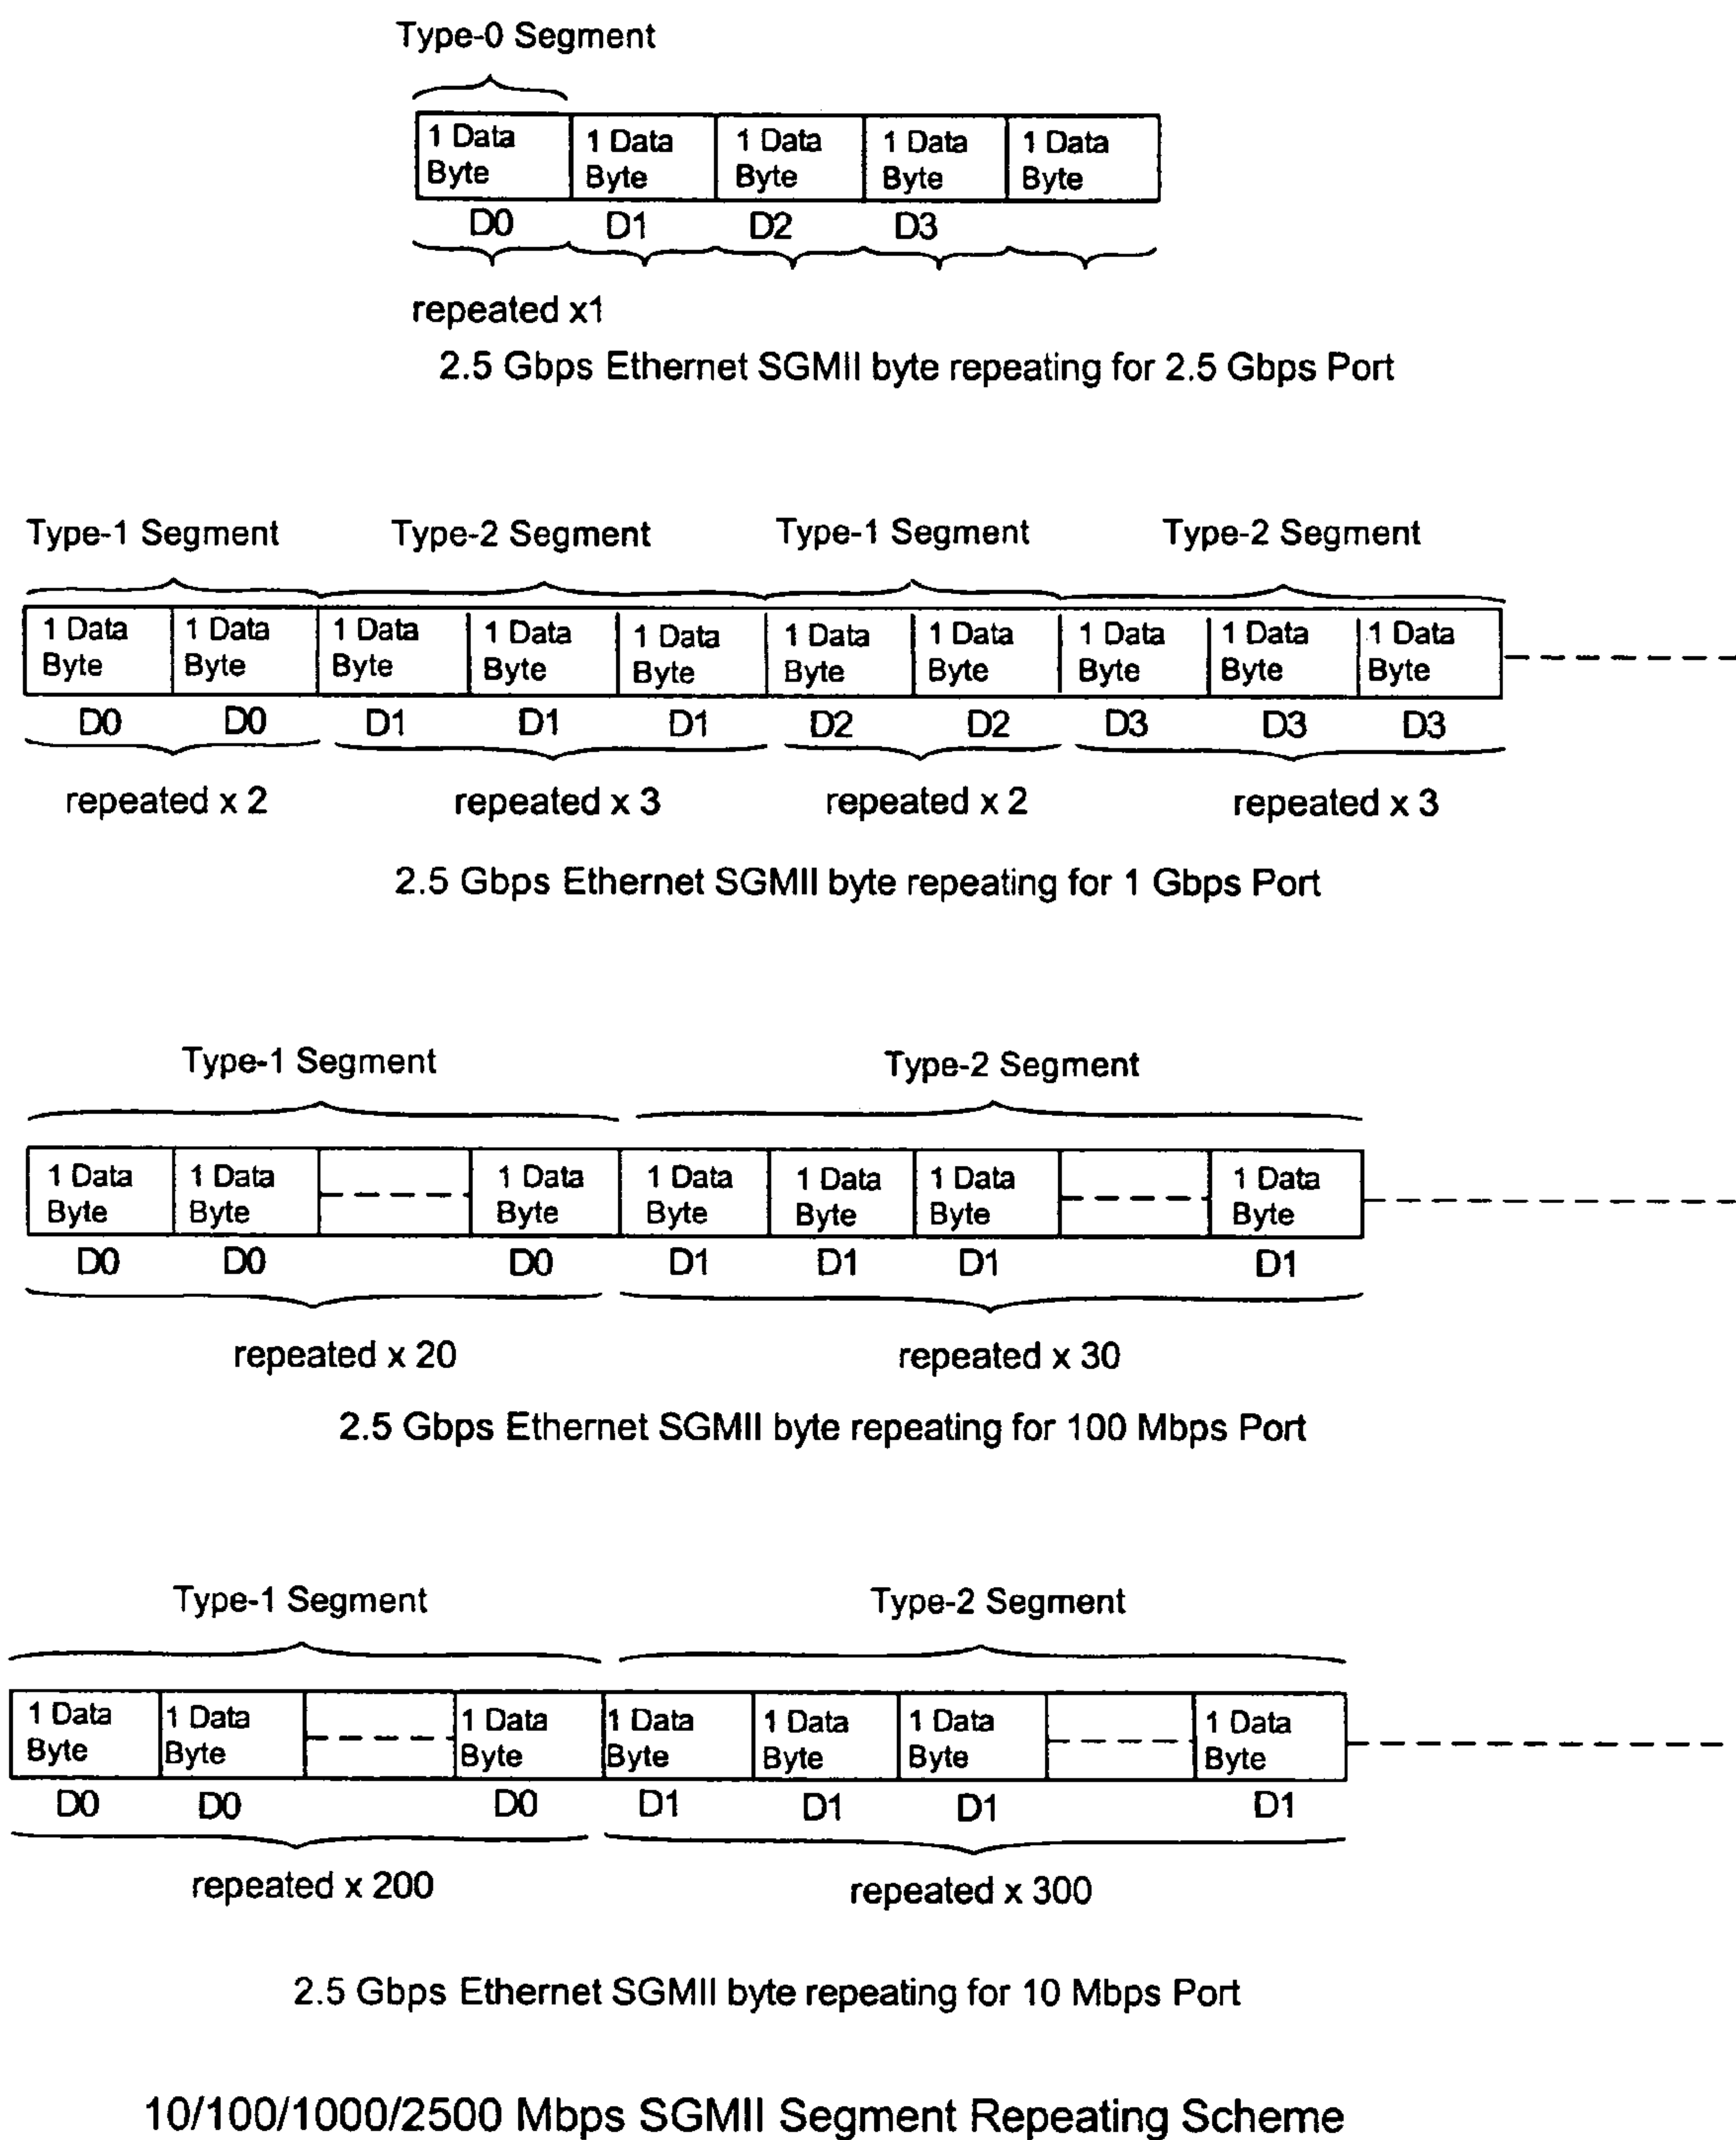 Type-0 Segment
1 Data Byte 1 Data Byte 1 Data Byte 1 Data Byte 1 Data Byte
D0 D1 D2 D3
repeated x1
2.5 Gbps Ethernet SGMII byte repeating for 2.5 Gbps Port
Type-1 Segment Type-2 Segment Type-1 Segment Type-2 Segment
1 Data Byte 1 Data Byte 1 Data Byte 1 Data Byte 1 Data Byte 1 Data Byte 1 Data Byte 1 Data Byte 1 Data Byte 1 Data Byte
D0 D0 D1 D1 D1 D2 D2 D3 D3 D3
repeated x 2 repeated x 3 repeated x 2 repeated x 3
2.5 Gbps Ethernet SGMII byte repeating for 1 Gbps Port
Type-1 Segment Type-2 Segment
1 Data Byte 1 Data Byte 1 Data Byte 1 Data Byte 1 Data Byte 1 Data Byte 1 Data Byte
D0 D0 D0 D1 D1 D1 D1
repeated x 20 repeated x 30
2.5 Gbps Ethernet SGMII byte repeating for 100 Mbps Port
Type-1 Segment Type-2 Segment
1 Data Byte 1 Data Byte 1 Data Byte 1 Data Byte 1 Data Byte 1 Data Byte 1 Data Byte
D0 D0 D0 D1 D1 D1 D1
repeated x 200 repeated x 300
2.5 Gbps Ethernet SGMII byte repeating for 10 Mbps Port
10/100/1000/2500 Mbps SGMII Segment Repeating Scheme